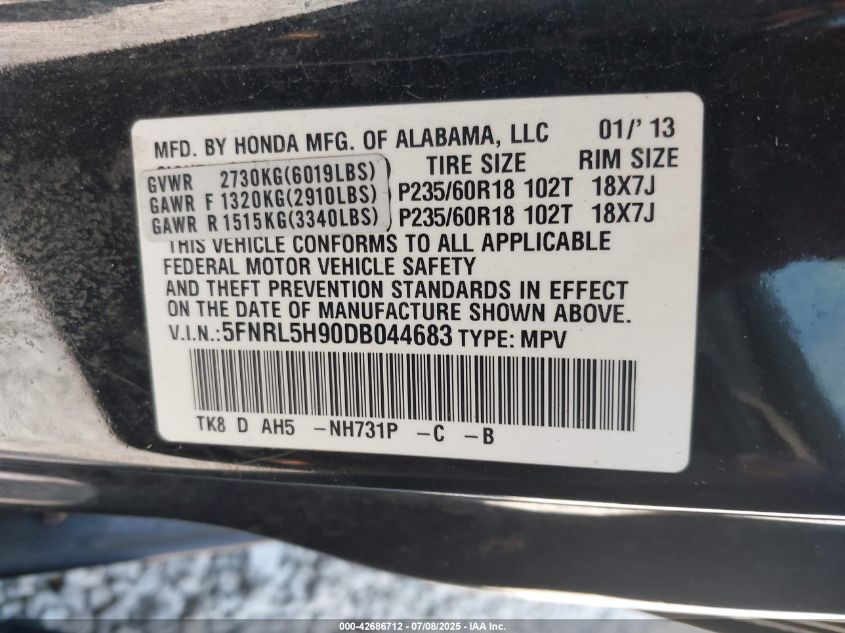 MFD. BY HONDA MFG. OF ALABAMA, LLC 01/'13
TIRE SIZE RIM SIZE
GVWR 2730KG(6019LBS)
GAWR F 1320KG(2910LBS) P235/60R18 102T 18X7J
GAWR R 1515KG(3340LBS) P235/60R18 102T 18X7J
THIS VEHICLE CONFORMS TO ALL APPLICABLE
FEDERAL MOTOR VEHICLE SAFETY
AND THEFT PREVENTION STANDARDS IN EFFECT
ON THE DATE OF MANUFACTURE SHOWN ABOVE.
V.I.N.:5FNRL5H90DB044683 TYPE: MPV
TK8 D AH5 -NH731P -C -B
000-42686712 - 07/08/2025 - IAA Inc.